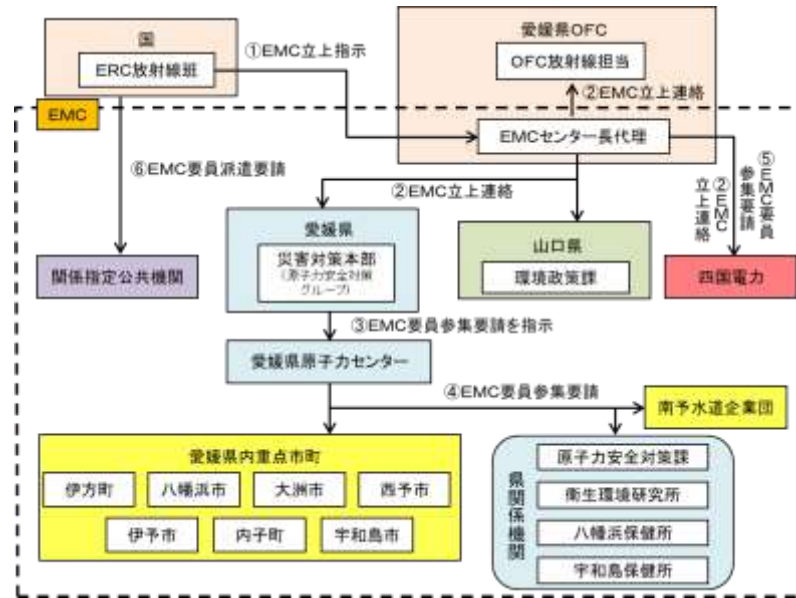 国
ERC放射線班
①EMC立上指示
愛媛県OFC
OFC放射線担当
②EMC立上連絡
EMC
EMCセンター長代理
⑥EMC要員派遣要請
②EMC立上連絡
⑤EMC要員
参集要請
②EMC
立上連絡
愛媛県
災害対策本部
(原子力安全対策
グループ)
山口県
環境政策課
関係指定公共機関
四国電力
③EMC要員参集要請を指示
愛媛県原子力センター
④EMC要員参集要請
南予水道企業団
愛媛県内重点市町
伊方町
八幡浜市
大洲市
西予市
伊予市
内子町
宇和島市
県関係機関
原子力安全対策課
衛生環境研究所
八幡浜保健所
宇和島保健所